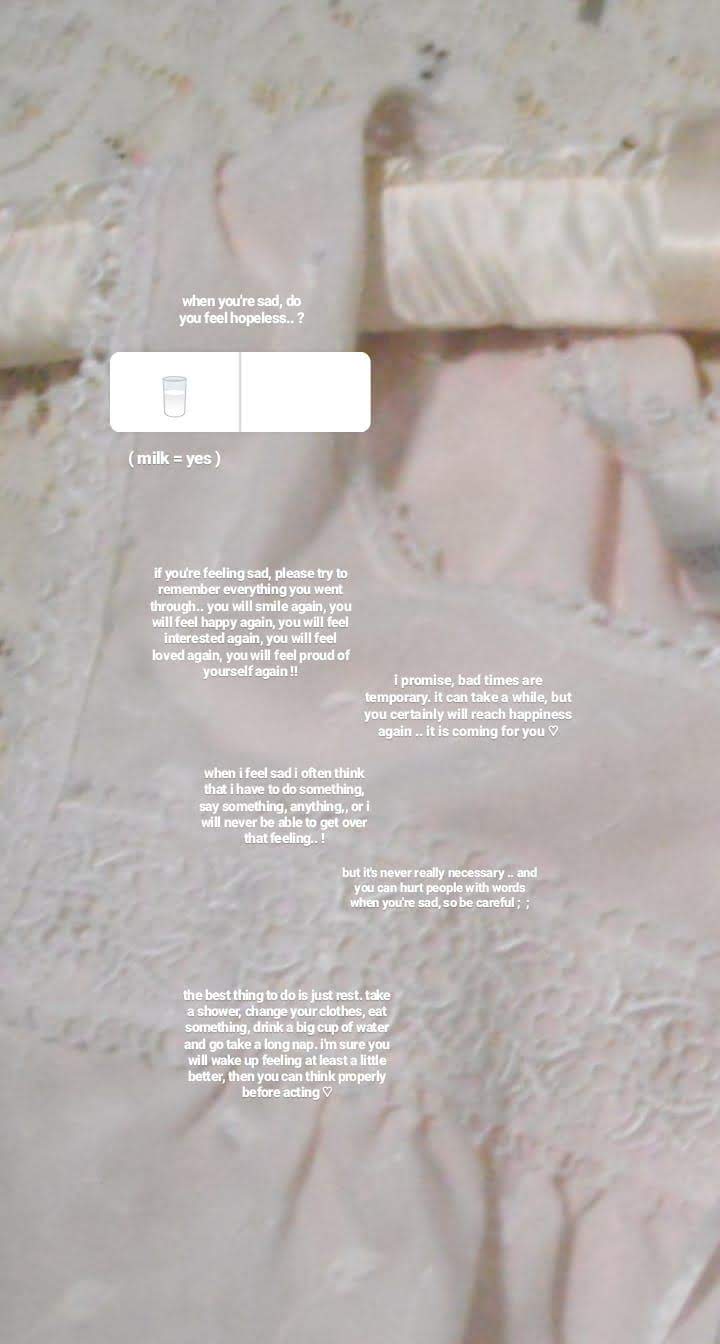 when you're sad, do
you feel hopeless.. ?
( milk = yes )
if you're feeling sad, please try to
remember everything you went
through.. you will smile again, you
will feel happy again, you will feel
interested again, you will feel
loved again, you will feel proud of
yourself again !!
i promise, bad times are
temporary. it can take a while, but
you certainly will reach happiness
again .. it is coming for you ♡
when i feel sad i often think
that i have to do something,
say something, anything,, or i
will never be able to get over
that feeling.. !
but it's never really necessary .. and
you can hurt people with words
when you're sad, so be careful ;  ;
the best thing to do is just rest. take
a shower, change your clothes, eat
something, drink a big cup of water
and go take a long nap. i'm sure you
will wake up feeling at least a little
better, then you can think properly
before acting ♡